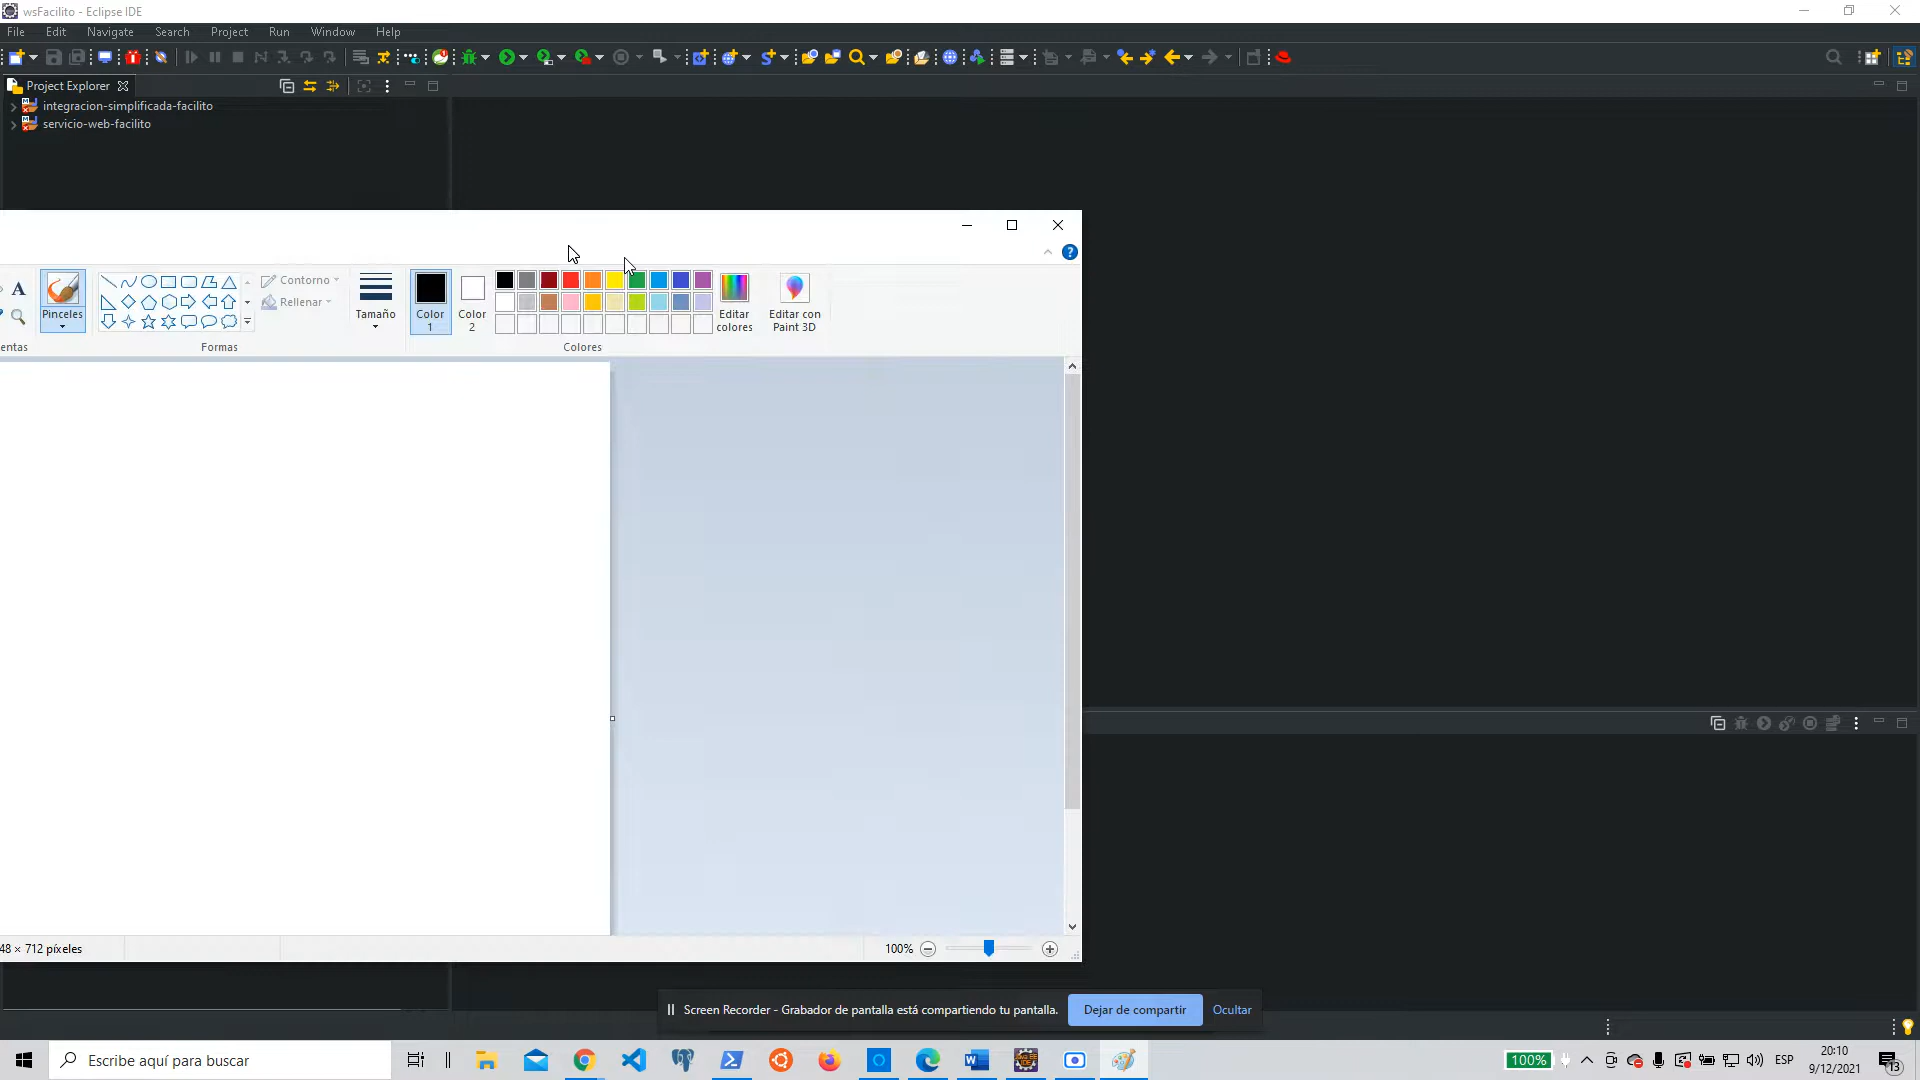 wsFacilito - Eclipse IDE
File Edit Navigate Search Project Run Window Help
Project Explorer
integracion-simplificada-facilito
servicio-web-facilito
A
Pinceles
Contorno
Rellenar
Tamaño
Color 1
Color 2
Editar colores
Editar con Paint 3D
entas
Formas
Colores
48 × 712 píxeles
100%
Screen Recorder - Grabador de pantalla está compartiendo tu pantalla.
Dejar de compartir
Ocultar
Escribe aquí para buscar
100%
ESP
20:10
9/12/2021
13